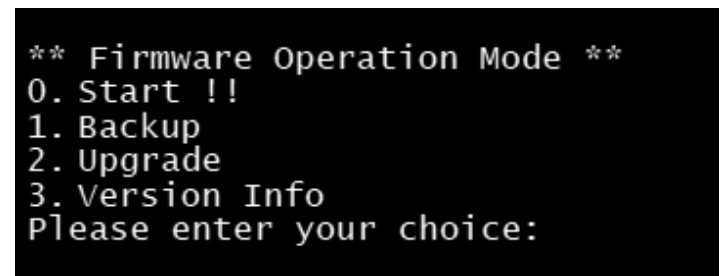 ** Firmware Operation Mode **
0. Start !!
1. Backup
2. Upgrade
3. Version Info
Please enter your choice: